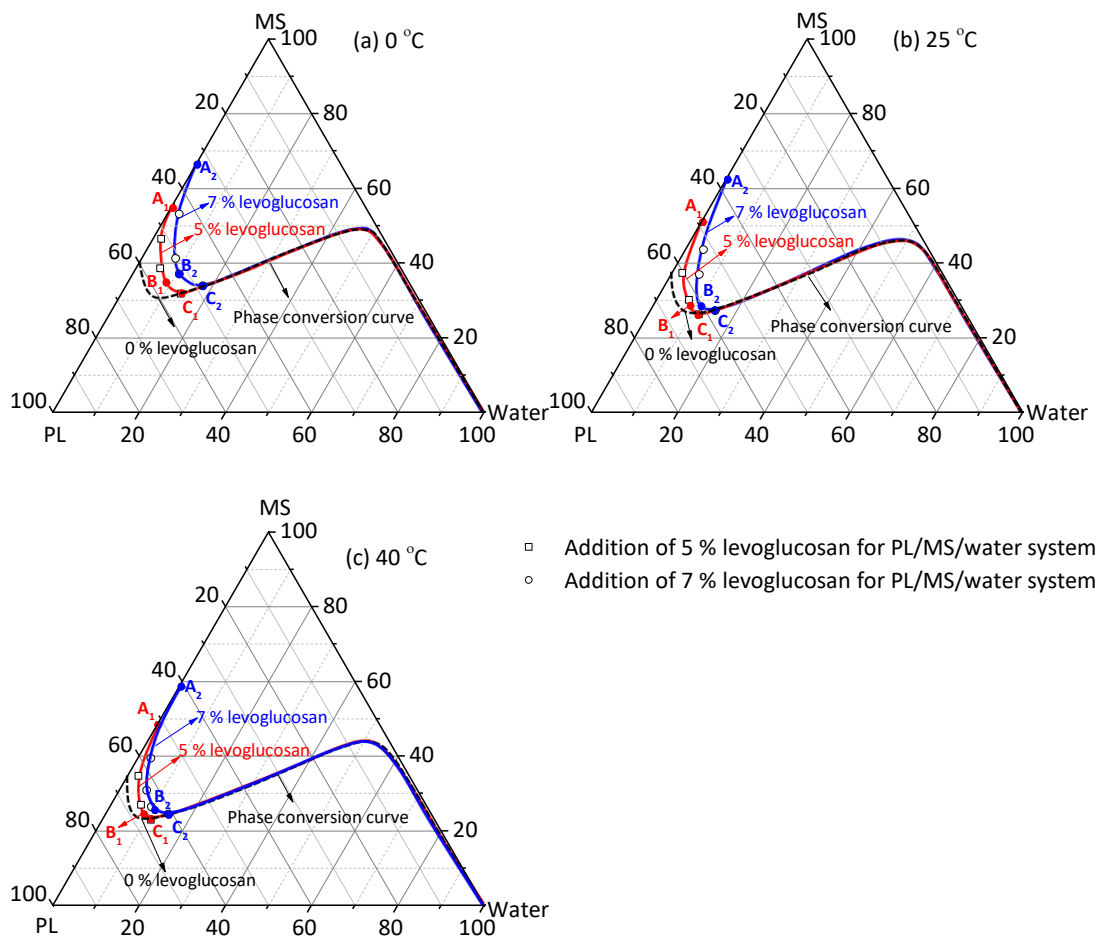 MS
(a) 0 °C
100
20
80
A₂
40
60
A₁
7 % levoglucosan
5 % levoglucosan
60
40
B₂
B₁
C₂
C₁
Phase conversion curve
80
20
0 % levoglucosan
100
Water
PL
20
40
60
80
100
MS
(b) 25 °C
100
20
80
40
A₂
60
A₁
7 % levoglucosan
5 % levoglucosan
60
40
B₂
B₁
C₁
C₂
Phase conversion curve
80
20
0 % levoglucosan
100
Water
PL
20
40
60
80
100
MS
(c) 40 °C
100
20
80
40
A₂
60
A₁
7 % levoglucosan
60
5 % levoglucosan
40
B₂
B₁
C₁
C₂
Phase conversion curve
80
20
0 % levoglucosan
100
Water
PL
20
40
60
80
100
Addition of 5 % levoglucosan for PL/MS/water system
Addition of 7 % levoglucosan for PL/MS/water system